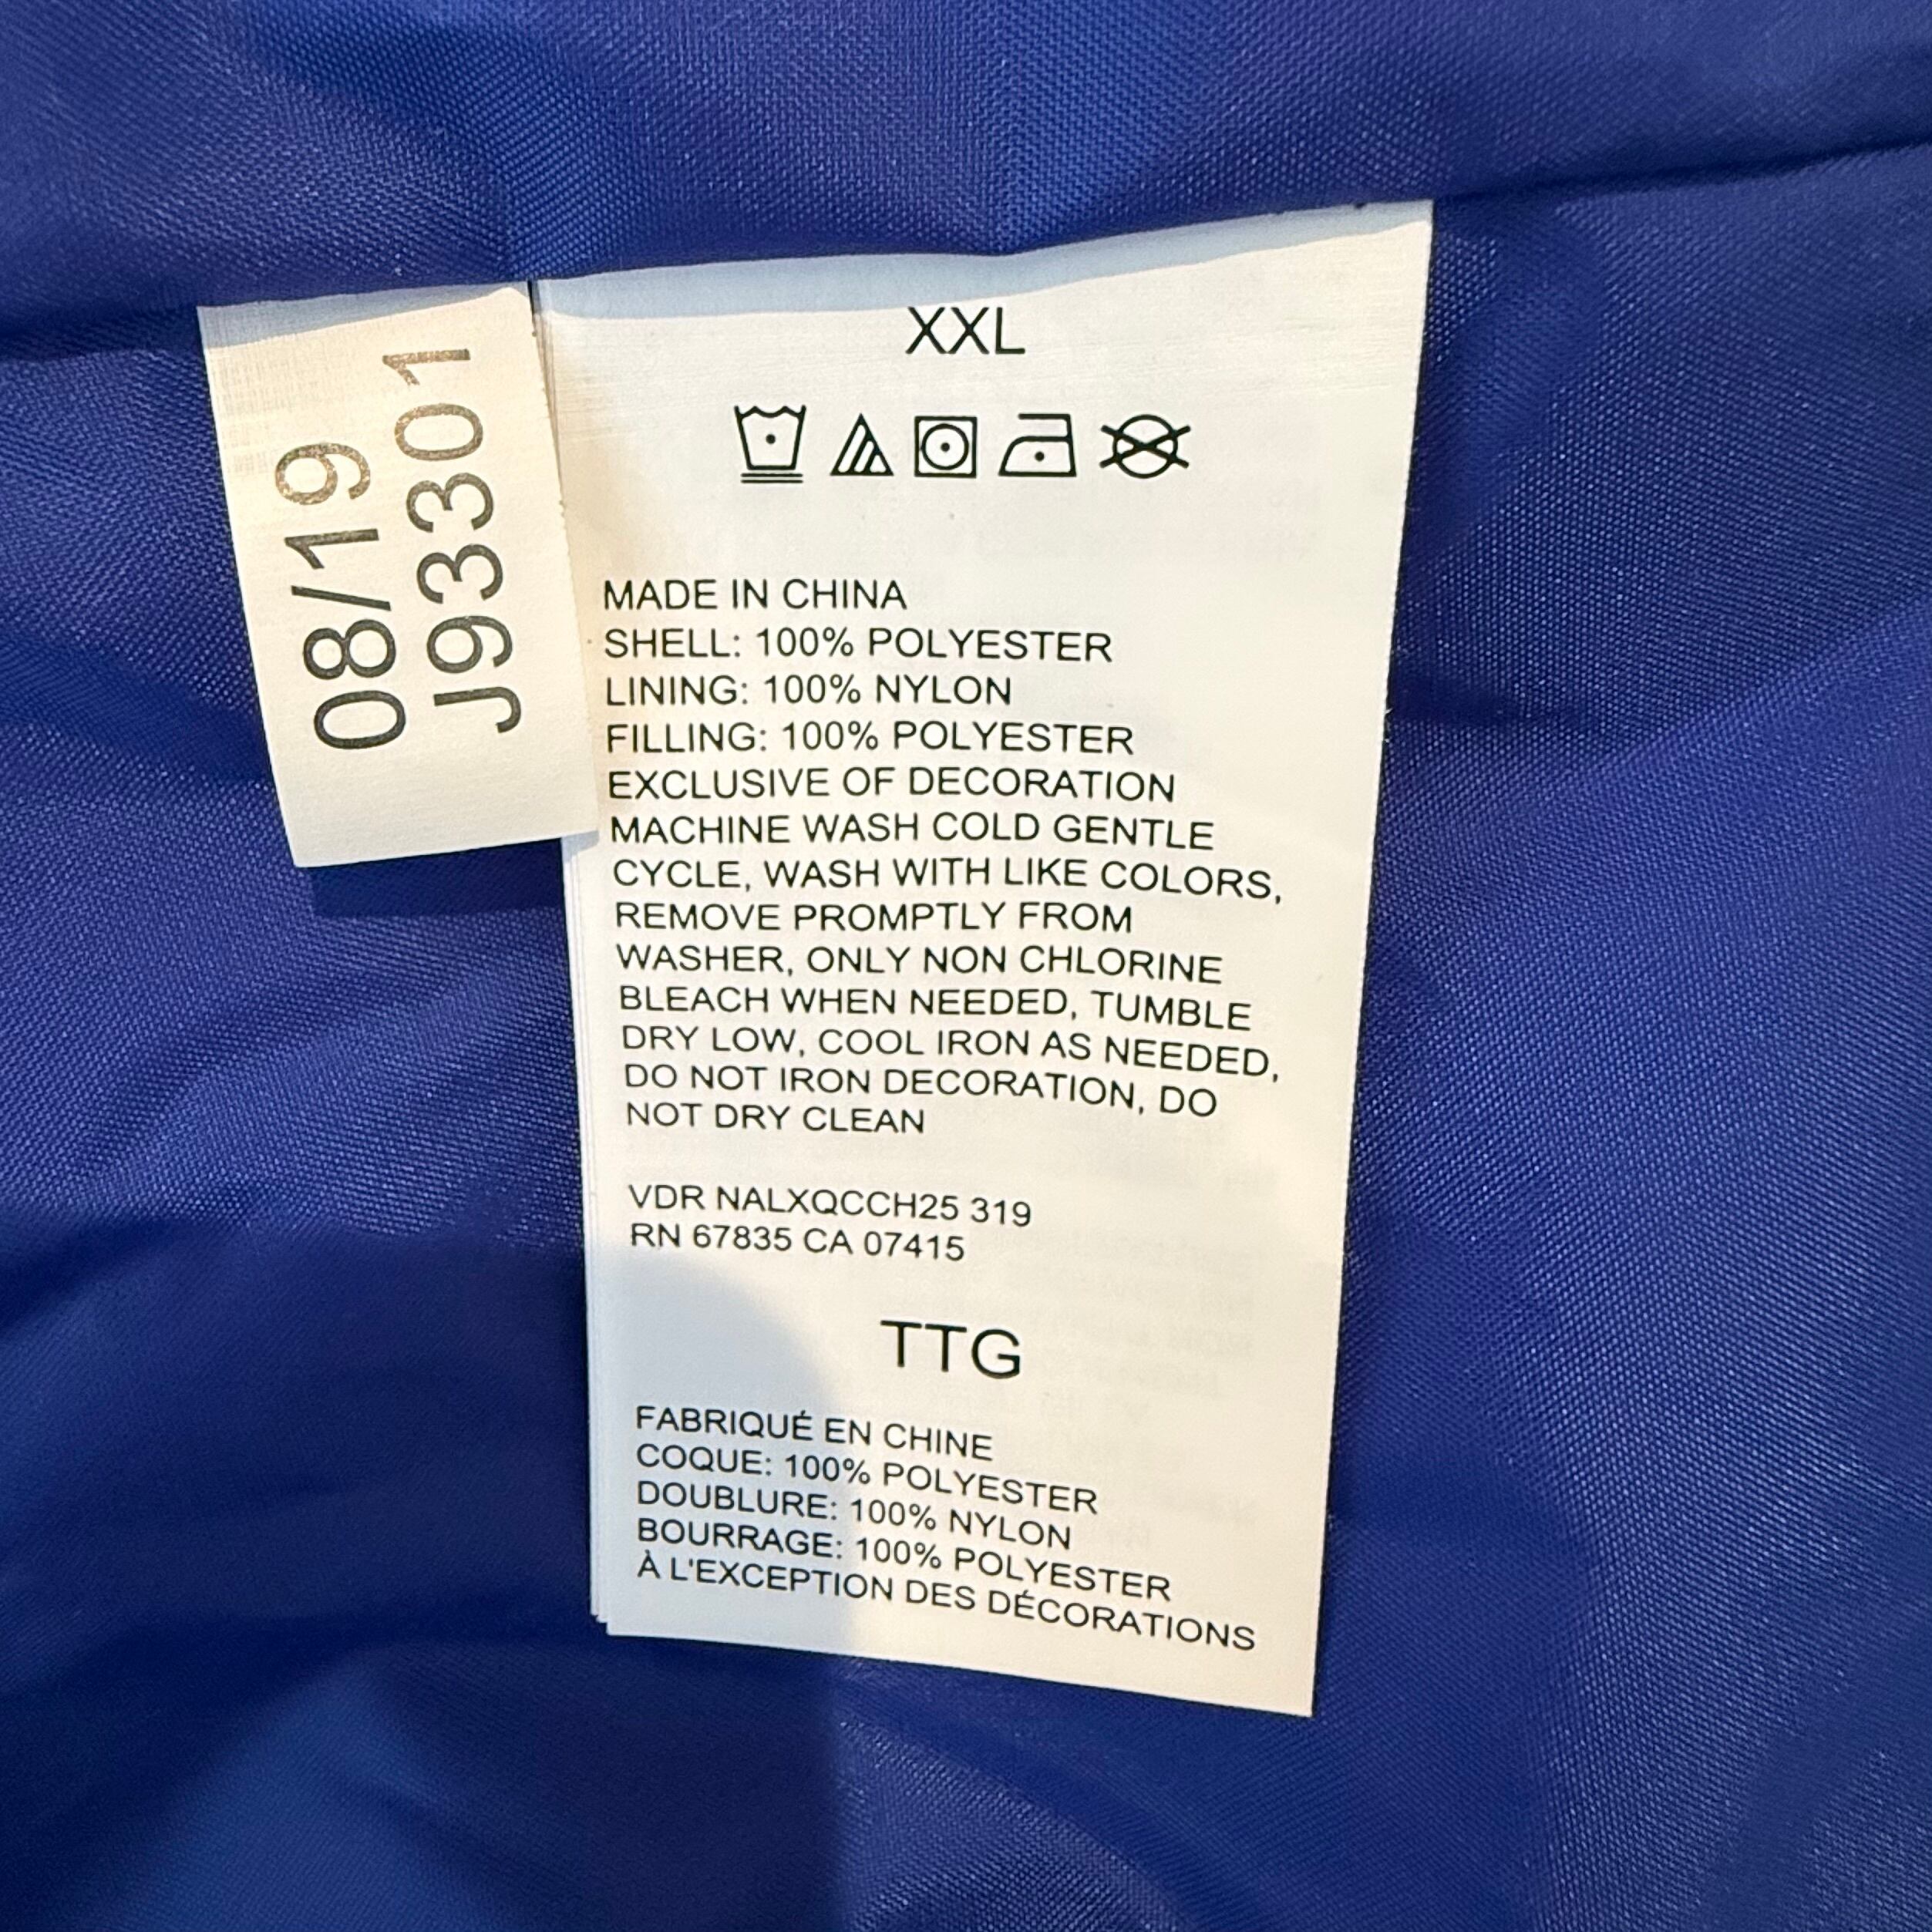 08/19
J93301
XXL
MADE IN CHINA
SHELL: 100% POLYESTER
LINING: 100% NYLON
FILLING: 100% POLYESTER
EXCLUSIVE OF DECORATION
MACHINE WASH COLD GENTLE
CYCLE, WASH WITH LIKE COLORS,
REMOVE PROMPTLY FROM
WASHER, ONLY NON CHLORINE
BLEACH WHEN NEEDED, TUMBLE
DRY LOW, COOL IRON AS NEEDED,
DO NOT IRON DECORATION, DO
NOT DRY CLEAN
VDR NALXQCCH25 319
RN 67835 CA 07415
TTG
FABRIQUÉ EN CHINE
COQUE: 100% POLYESTER
DOUBLURE: 100% NYLON
BOURRAGE: 100% POLYESTER
À L'EXCEPTION DES DÉCORATIONS